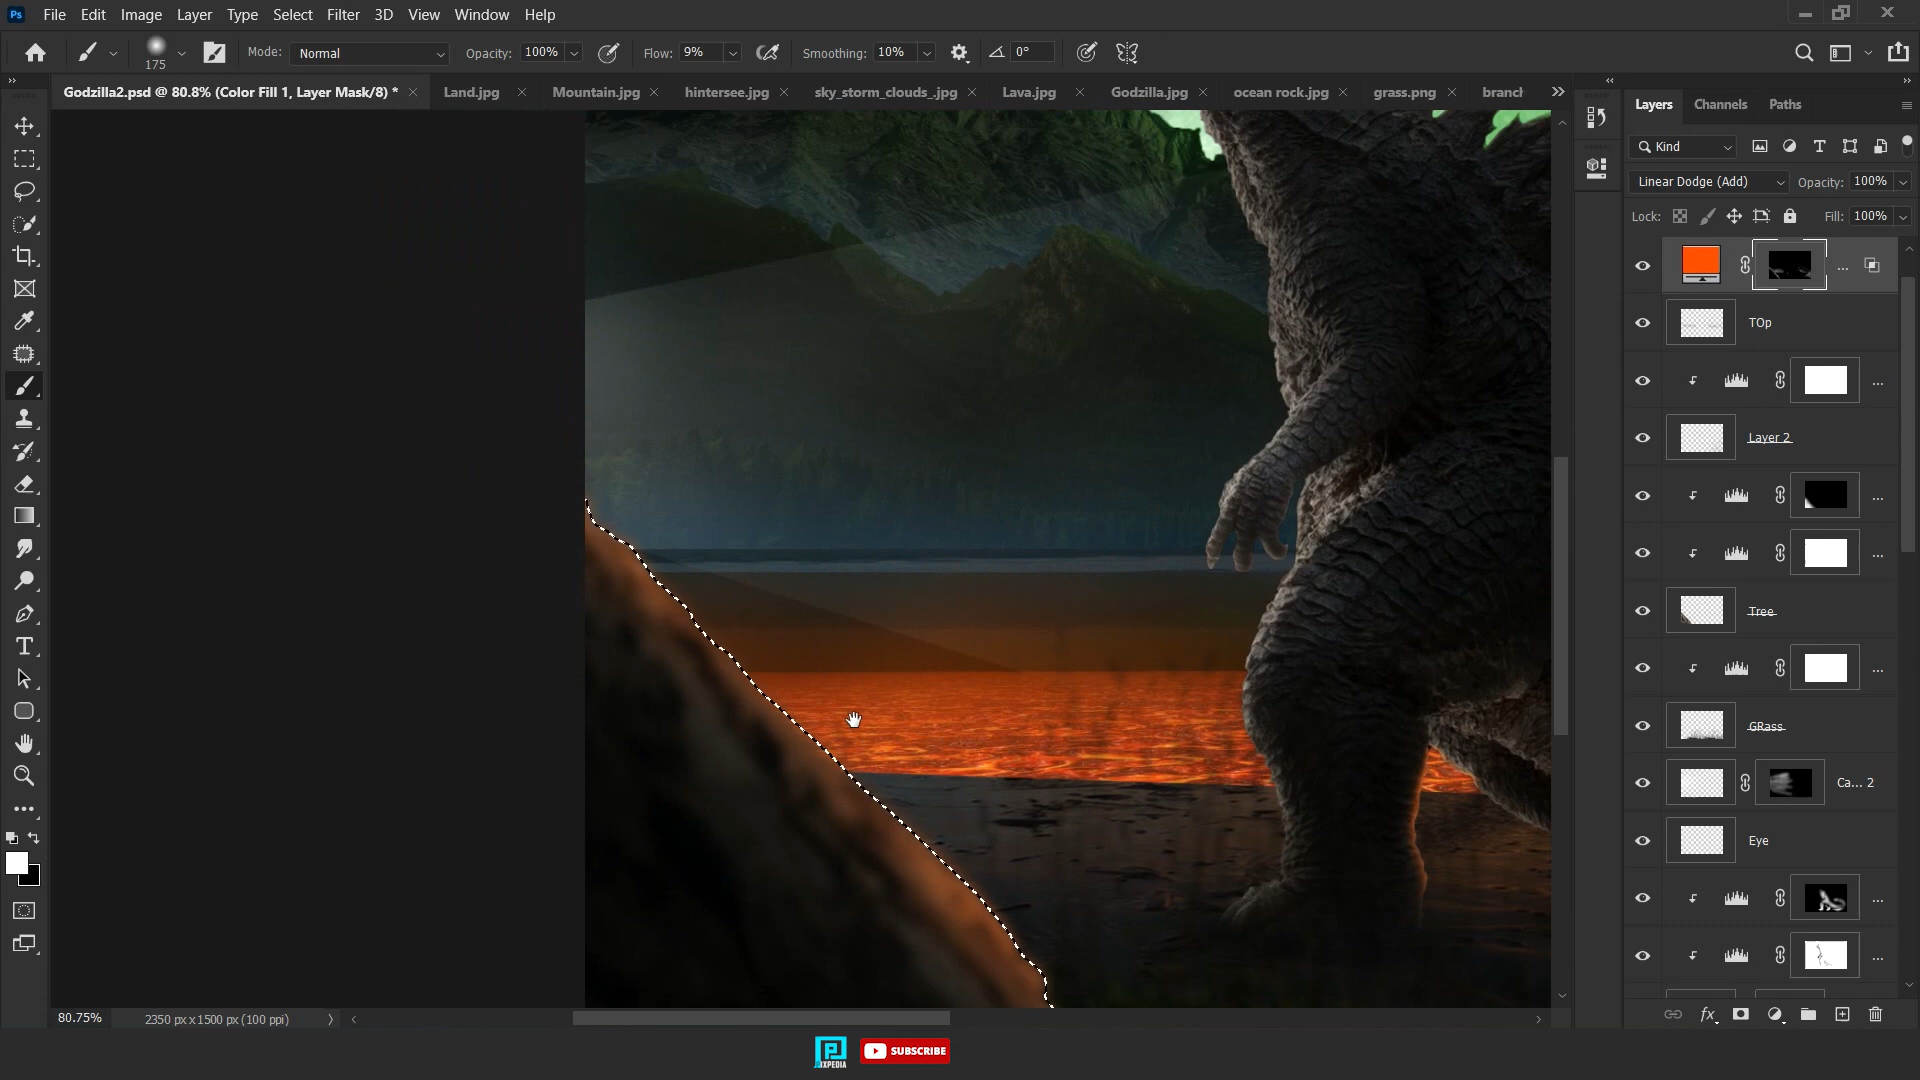 Ps File Edit Image Layer Type Select Filter 3D View Window Help
175 Mode: Normal Opacity: 100% Flow: 9% Smoothing: 10% 0°
Godzilla2.psd @ 80.8% (Color Fill 1, Layer Mask/8) * Land.jpg Mountain.jpg hintersee.jpg sky_storm_clouds_.jpg Lava.jpg Godzilla.jpg ocean rock.jpg grass.png branch
Layers Channels Paths
Kind
Linear Dodge (Add) Opacity: 100%
Lock: Fill: 100%
...
TOp
...
Layer 2
...
...
Tree
...
GRass
Ca... 2
Eye
...
...
fx
80.75% 2350 px x 1500 px (100 ppi)
PIXPEDIA SUBSCRIBE